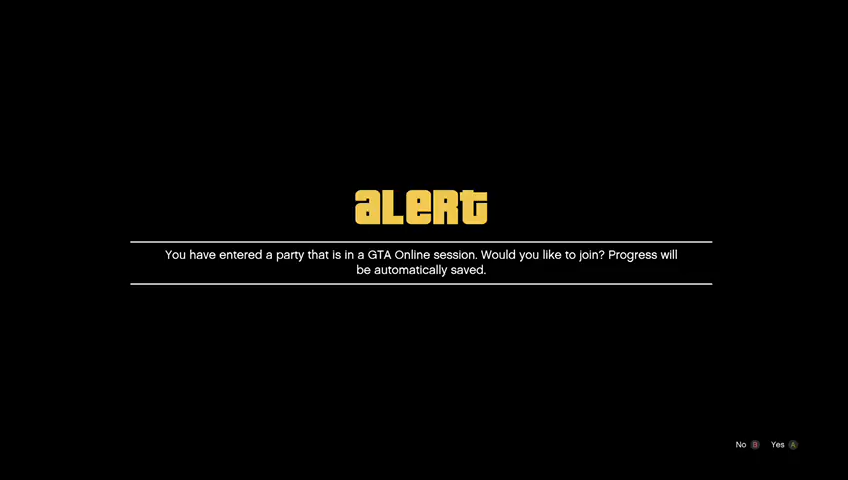 alert
You have entered a party that is in a GTA Online session. Would you like to join? Progress will
be automatically saved.
No B Yes A